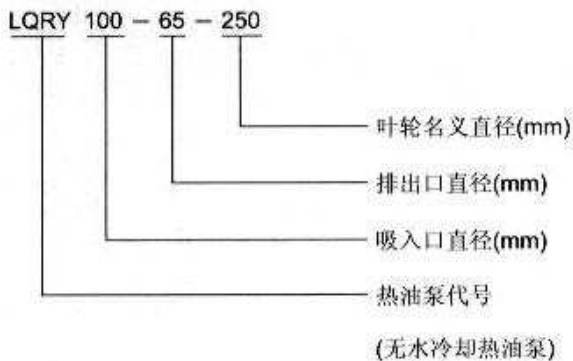 LQRY 100 - 65 - 250
叶轮名义直径(mm)
排出口直径(mm)
吸入口直径(mm)
热油泵代号
(无水冷却热油泵)